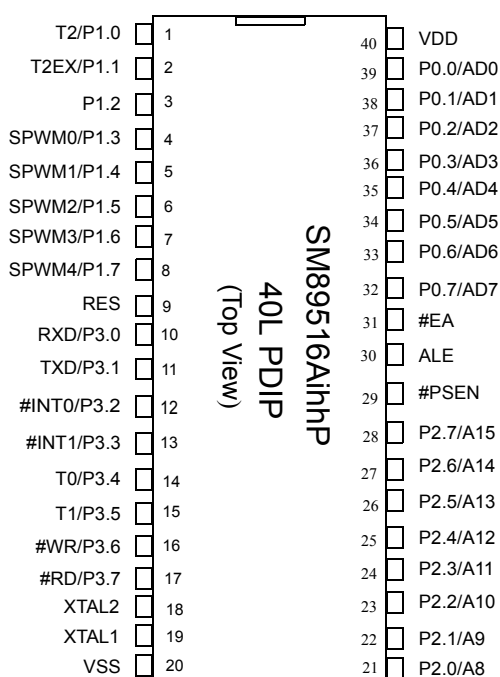 T2/P1.0 1 40 VDD
T2EX/P1.1 2 39 P0.0/AD0
P1.2 3 38 P0.1/AD1
SPWM0/P1.3 4 37 P0.2/AD2
SPWM1/P1.4 5 36 P0.3/AD3
SPWM2/P1.5 6 35 P0.4/AD4
SPWM3/P1.6 7 34 P0.5/AD5
SPWM4/P1.7 8 33 P0.6/AD6
RES 9 32 P0.7/AD7
RXD/P3.0 10 31 #EA
TXD/P3.1 11 30 ALE
#INT0/P3.2 12 29 #PSEN
#INT1/P3.3 13 28 P2.7/A15
T0/P3.4 14 27 P2.6/A14
T1/P3.5 15 26 P2.5/A13
#WR/P3.6 16 25 P2.4/A12
#RD/P3.7 17 24 P2.3/A11
XTAL2 18 23 P2.2/A10
XTAL1 19 22 P2.1/A9
VSS 20 21 P2.0/A8
SM89516AihhP
40L PDIP
(Top View)